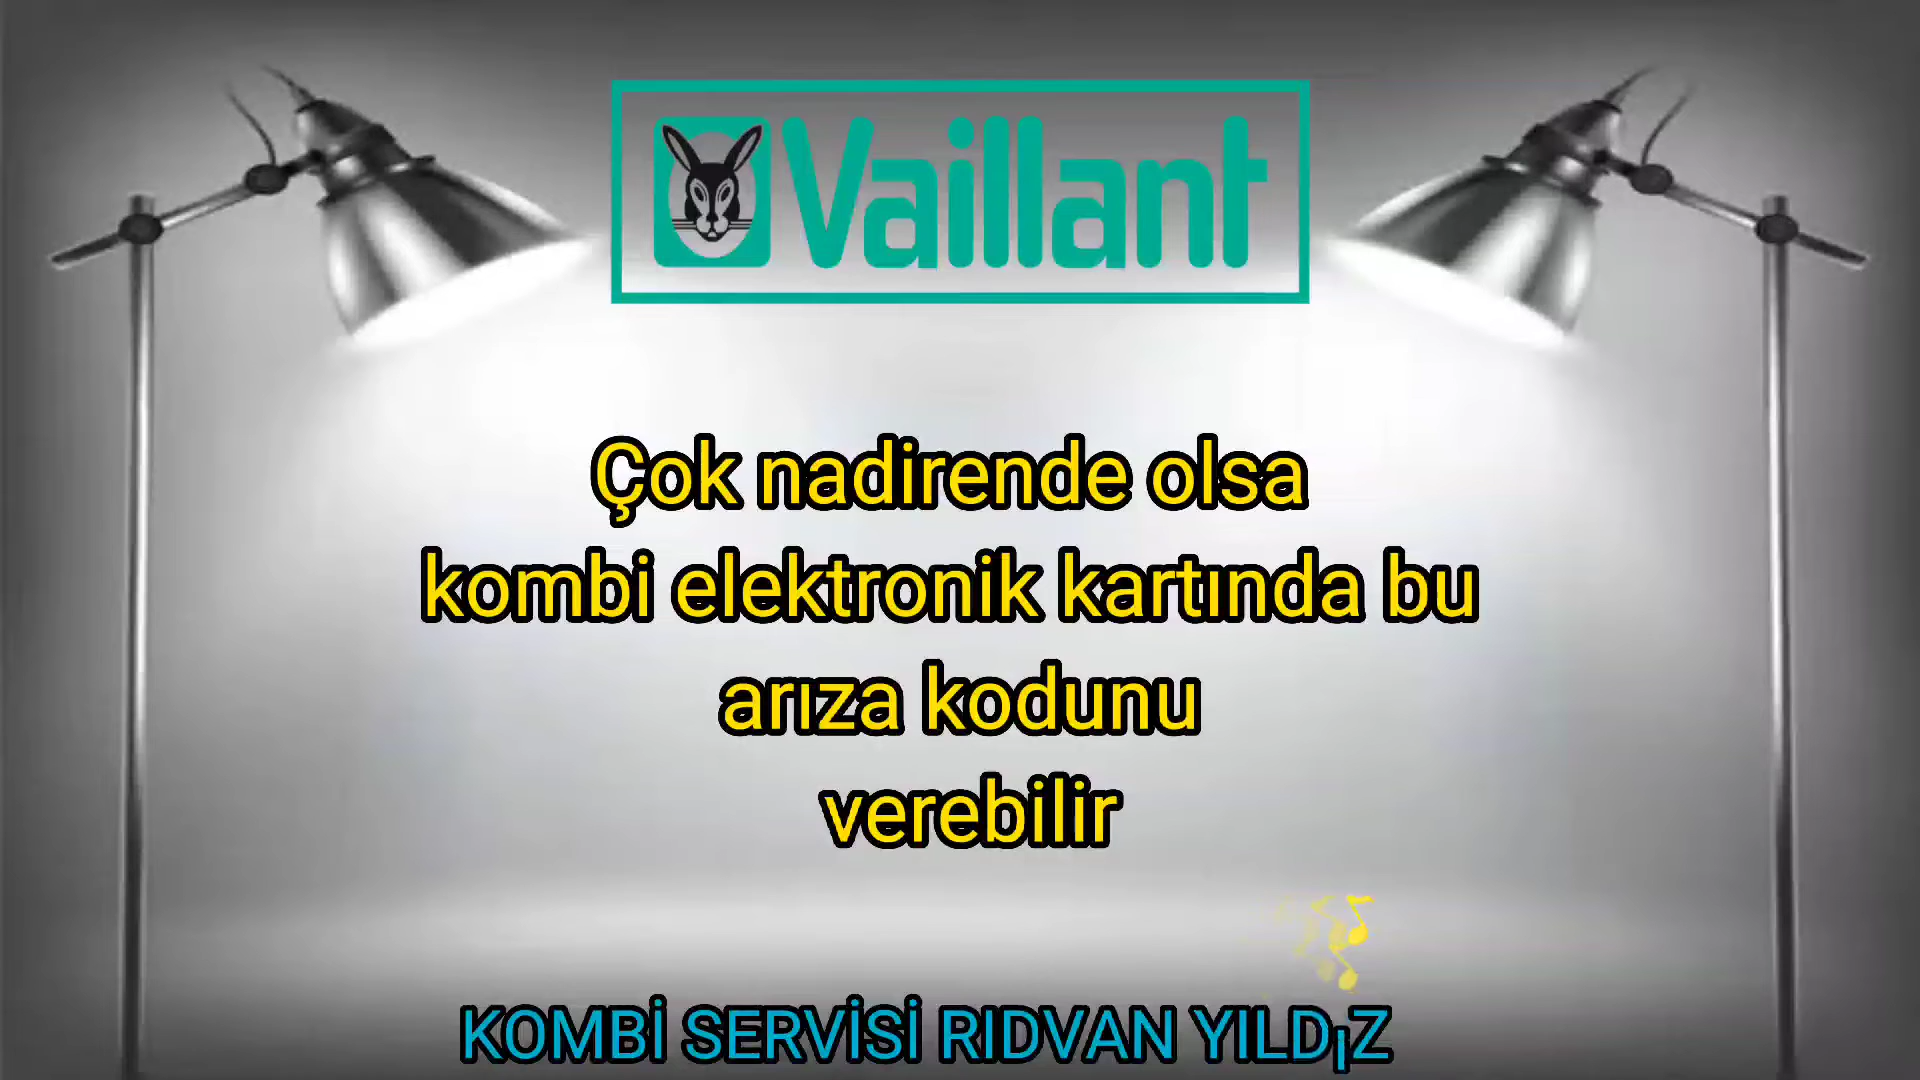 Vaillant
Çok nadirende olsa
kombi elektronik kartında bu
arıza kodunu
verebilir
KOMBİ SERVİSİ RIDVAN YILDıZ